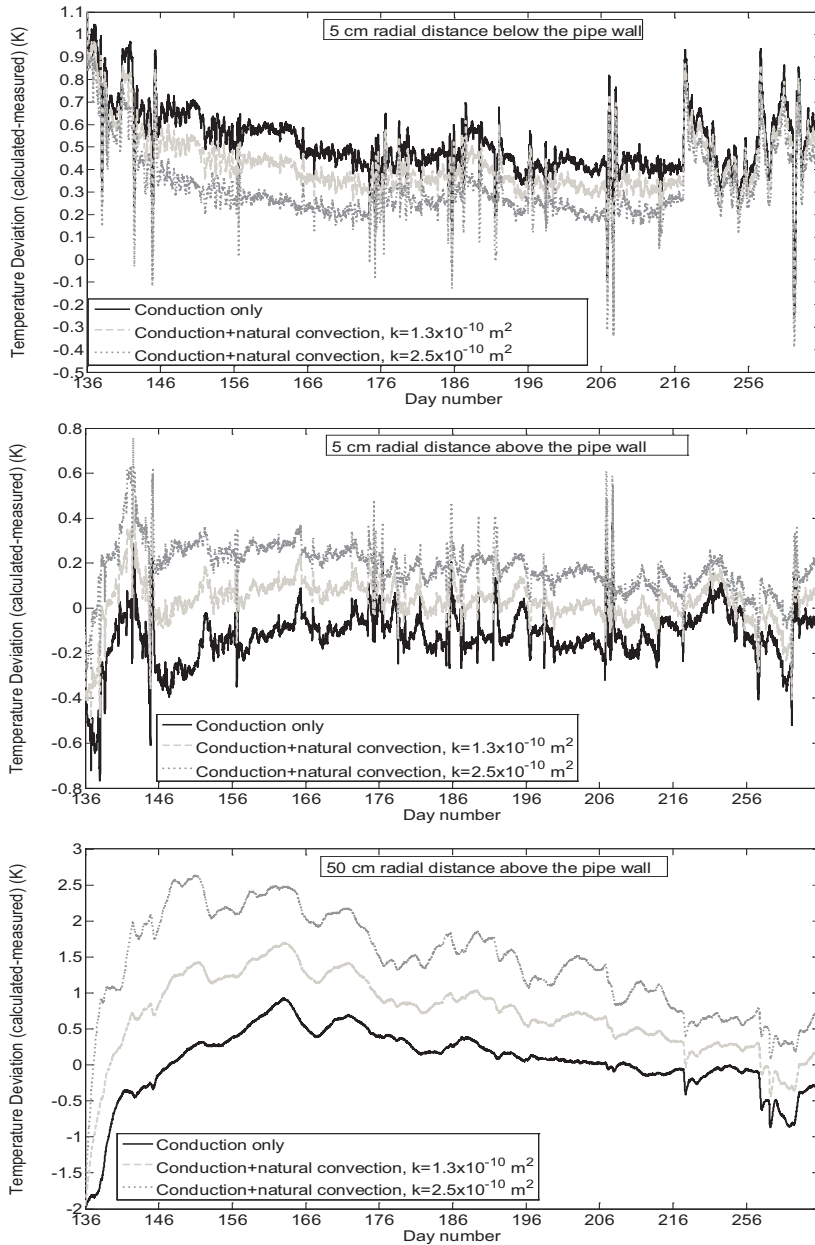 5 cm radial distance below the pipe wall
Temperature Deviation (calculated-measured) (K)
1.1
1
0.9
0.8
0.7
0.6
0.5
0.4
0.3
0.2
0.1
0
-0.1
-0.2
-0.3
-0.4
-0.5
Conduction only
Conduction+natural convection, k=1.3x10⁻¹⁰ m²
Conduction+natural convection, k=2.5x10⁻¹⁰ m²
136 146 156 166 176 186 196 206 216 256
Day number
5 cm radial distance above the pipe wall
Temperature Deviation (calculated-measured) (K)
0.8
0.6
0.4
0.2
0
-0.2
-0.4
-0.6
-0.8
Conduction only
Conduction+natural convection, k=1.3x10⁻¹⁰ m²
Conduction+natural convection, k=2.5x10⁻¹⁰ m²
136 146 156 166 176 186 196 206 216 256
Day number
50 cm radial distance above the pipe wall
Temperature Deviation (calculated-measured) (K)
3
2.5
2
1.5
1
0.5
0
-0.5
-1
-1.5
-2
Conduction only
Conduction+natural convection, k=1.3x10⁻¹⁰ m²
Conduction+natural convection, k=2.5x10⁻¹⁰ m²
136 146 156 166 176 186 196 206 216 256
Day number